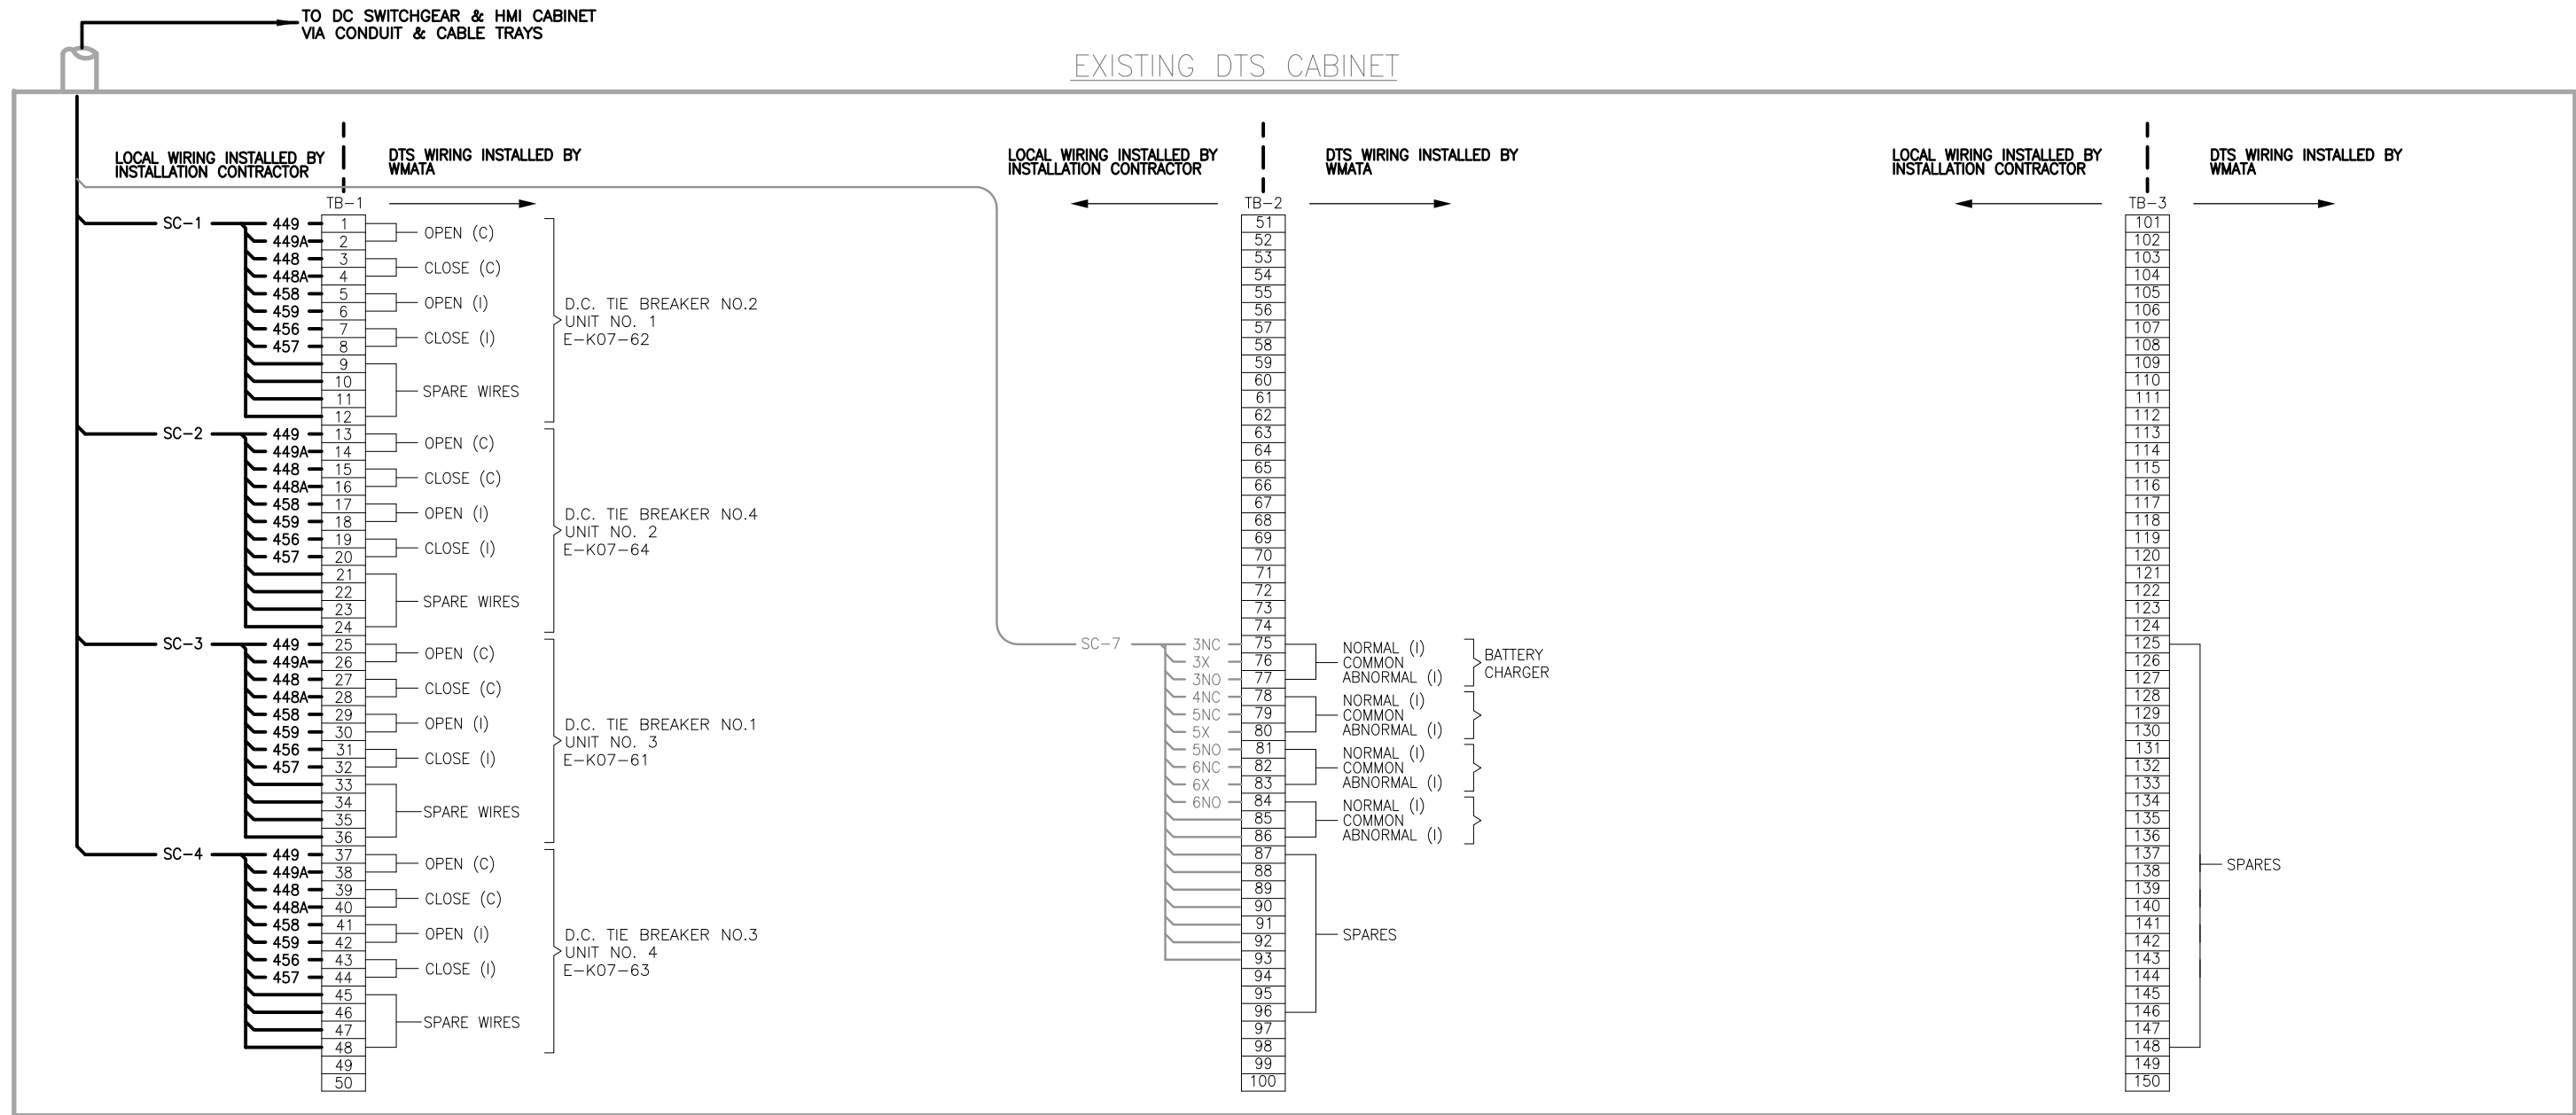 TO DC SWITCHGEAR & HMI CABINET
VIA CONDUIT & CABLE TRAYS
EXISTING DTS CABINET
LOCAL WIRING INSTALLED BY
INSTALLATION CONTRACTOR
DTS WIRING INSTALLED BY
WMATA
TB-1
SC-1
449 1
449A 2
OPEN (C)
448 3
448A 4
CLOSE (C)
458 5
459 6
OPEN (I)
456 7
457 8
CLOSE (I)
9
10
11
12
SPARE WIRES
D.C. TIE BREAKER NO.2
UNIT NO. 1
E-K07-62
SC-2
449 13
449A 14
OPEN (C)
448 15
448A 16
CLOSE (C)
458 17
459 18
OPEN (I)
456 19
457 20
CLOSE (I)
21
22
23
24
SPARE WIRES
D.C. TIE BREAKER NO.4
UNIT NO. 2
E-K07-64
SC-3
449 25
449A 26
OPEN (C)
448 27
448A 28
CLOSE (C)
458 29
459 30
OPEN (I)
456 31
457 32
CLOSE (I)
33
34
35
36
SPARE WIRES
D.C. TIE BREAKER NO.1
UNIT NO. 3
E-K07-61
SC-4
449 37
449A 38
OPEN (C)
448 39
448A 40
CLOSE (C)
458 41
459 42
OPEN (I)
456 43
457 44
CLOSE (I)
45
46
47
48
SPARE WIRES
D.C. TIE BREAKER NO.3
UNIT NO. 4
E-K07-63
49
50
LOCAL WIRING INSTALLED BY
INSTALLATION CONTRACTOR
DTS WIRING INSTALLED BY
WMATA
TB-2
51
52
53
54
55
56
57
58
59
60
61
62
63
64
65
66
67
68
69
70
71
72
73
74
SC-7
3NC 75 NORMAL (I)
3X 76 COMMON
3NO 77 ABNORMAL (I)
BATTERY
CHARGER
4NC 78 NORMAL (I)
5NC 79 COMMON
5X 80 ABNORMAL (I)
5NO 81 NORMAL (I)
6NC 82 COMMON
6X 83 ABNORMAL (I)
6NO 84 NORMAL (I)
85 COMMON
86 ABNORMAL (I)
87
88
89
90
91
92
93
94
95
96
SPARES
97
98
99
100
LOCAL WIRING INSTALLED BY
INSTALLATION CONTRACTOR
DTS WIRING INSTALLED BY
WMATA
TB-3
101
102
103
104
105
106
107
108
109
110
111
112
113
114
115
116
117
118
119
120
121
122
123
124
125
126
127
128
129
130
131
132
133
134
135
136
137
138
139
140
141
142
143
144
145
146
147
148
SPARES
149
150